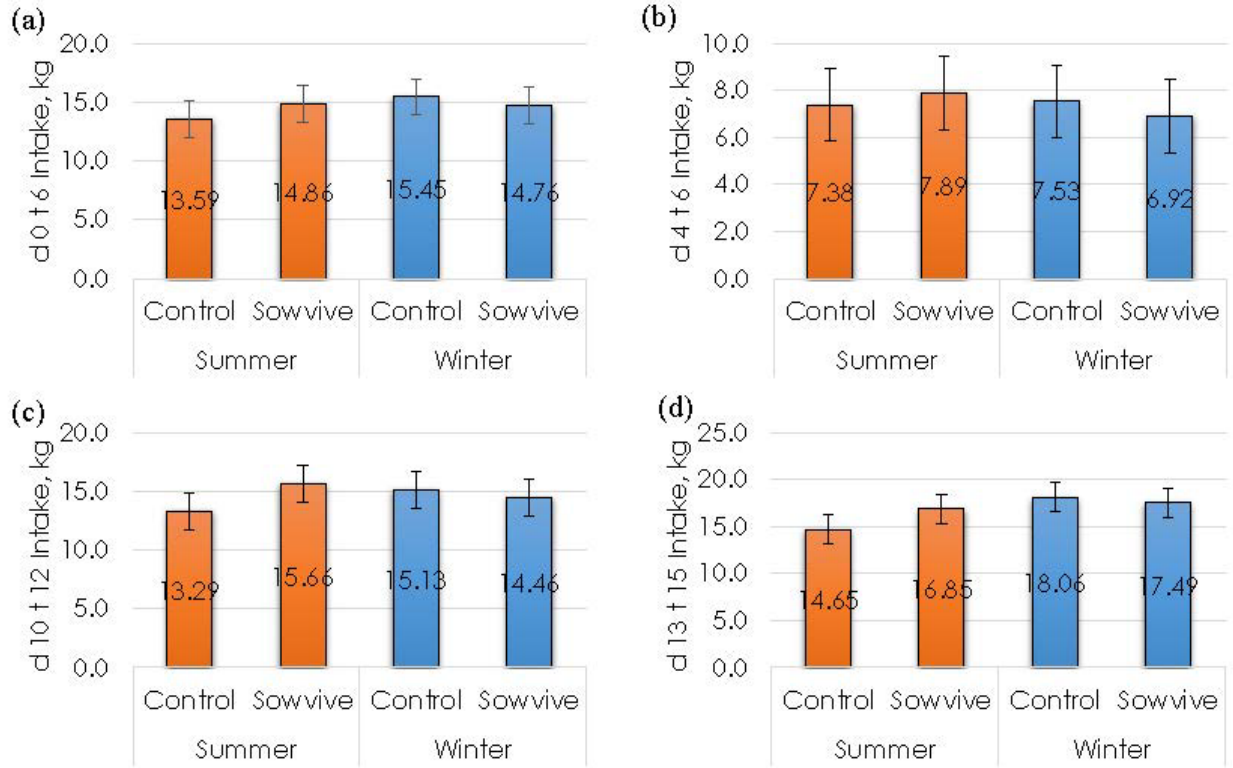 (a)
d 0 t 6 Intake, kg
20.0
15.0
10.0
5.0
0.0
13.59
14.86
15.45
14.76
Control Sowvive Control Sowvive
Summer Winter
(b)
d 4 t 6 Intake, kg
10.0
8.0
6.0
4.0
2.0
0.0
7.38
7.89
7.53
6.92
Control Sowvive Control Sowvive
Summer Winter
(c)
d 10 t 12 Intake, kg
20.0
15.0
10.0
5.0
0.0
13.29
15.66
15.13
14.46
Control Sowvive Control Sowvive
Summer Winter
(d)
d 13 t 15 Intake, kg
25.0
20.0
15.0
10.0
5.0
0.0
14.65
16.85
18.06
17.49
Control Sowvive Control Sowvive
Summer Winter